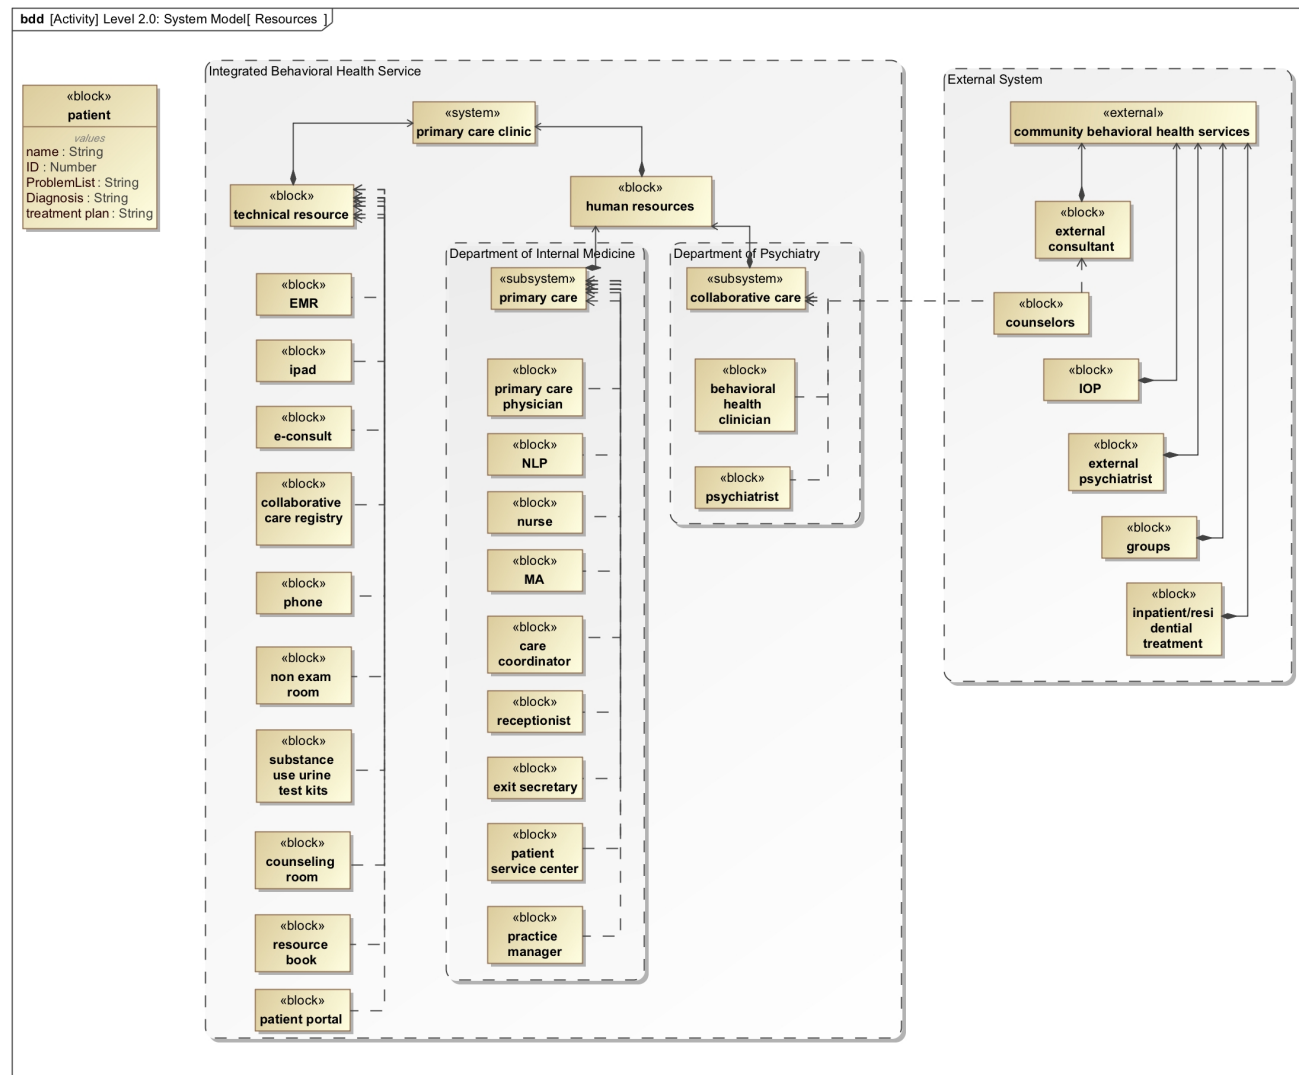 bdd [Activity] Level 2.0: System Model[ Resources ]
«block»
patient
values
name : String
ID : Number
ProblemList : String
Diagnosis : String
treatment plan : String
Integrated Behavioral Health Service
«system»
primary care clinic
«block»
technical resource
«block»
human resources
«block»
EMR
«block»
ipad
«block»
e-consult
«block»
collaborative
care registry
«block»
phone
«block»
non exam
room
«block»
substance
use urine
test kits
«block»
counseling
room
«block»
resource
book
«block»
patient portal
Department of Internal Medicine
«subsystem»
primary care
«block»
primary care
physician
«block»
NLP
«block»
nurse
«block»
MA
«block»
care
coordinator
«block»
receptionist
«block»
exit secretary
«block»
patient
service center
«block»
practice
manager
Department of Psychiatry
«subsystem»
collaborative care
«block»
behavioral
health
clinician
«block»
psychiatrist
External System
«external»
community behavioral health services
«block»
external
consultant
«block»
counselors
«block»
IOP
«block»
external
psychiatrist
«block»
groups
«block»
inpatient/resi
dential
treatment